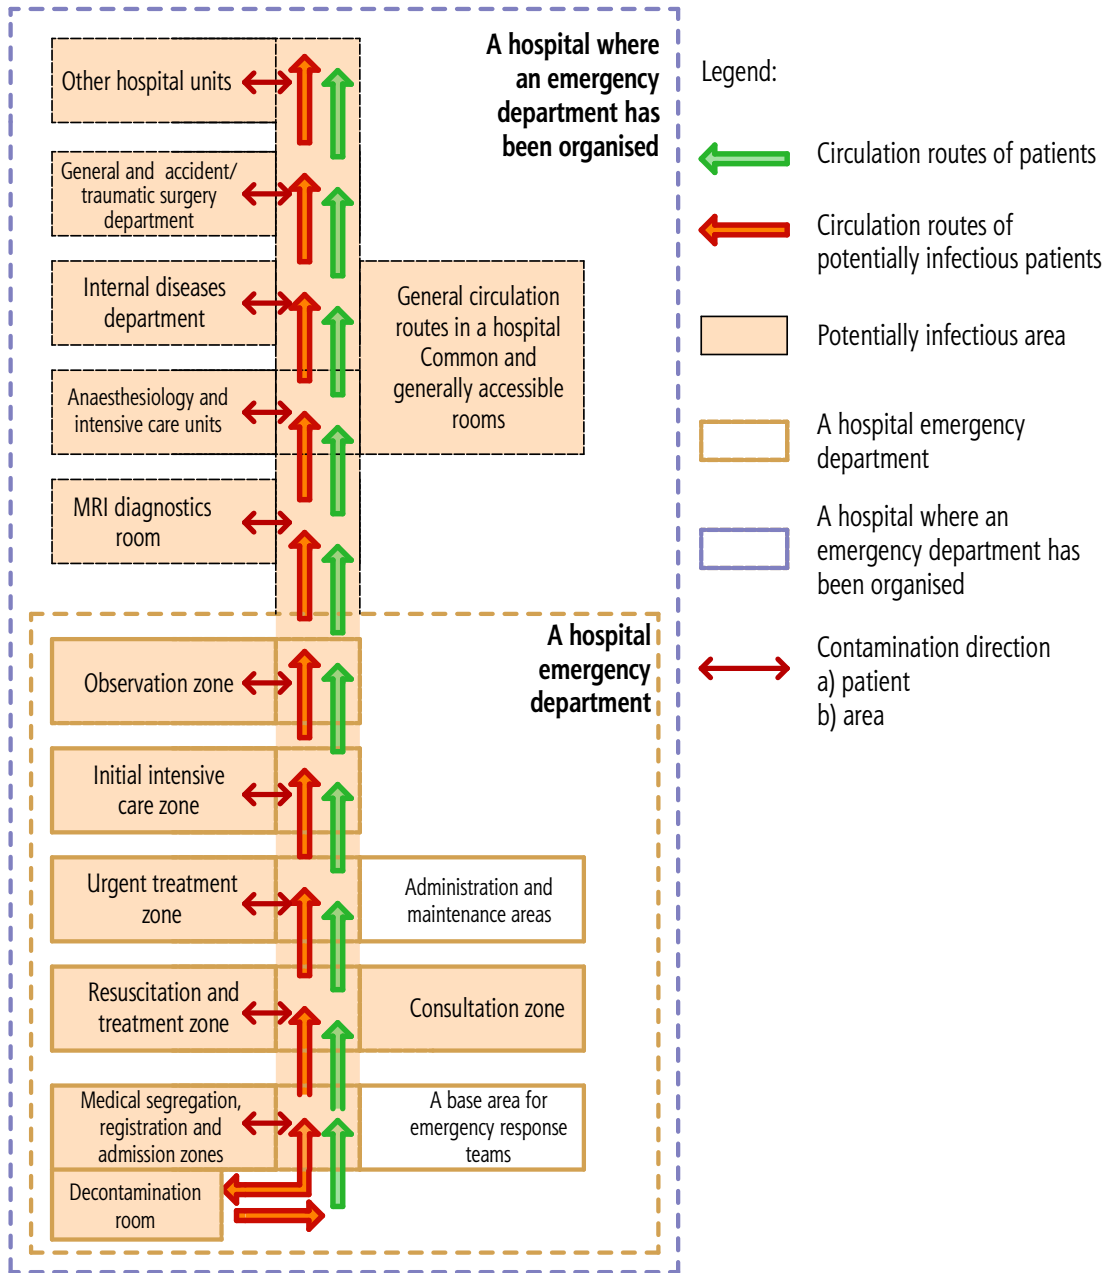 A hospital where
an emergency
department has
been organised
Other hospital units
General and accident/
traumatic surgery
department
Internal diseases
department
General circulation
routes in a hospital
Common and
generally accessible
rooms
Anaesthesiology and
intensive care units
MRI diagnostics
room
A hospital
emergency
department
Observation zone
Initial intensive
care zone
Urgent treatment
zone
Administration and
maintenance areas
Resuscitation and
treatment zone
Consultation zone
Medical segregation,
registration and
admission zones
A base area for
emergency response
teams
Decontamination
room
Legend:
Circulation routes of patients
Circulation routes of
potentially infectious patients
Potentially infectious area
A hospital emergency
department
A hospital where an
emergency department has
been organised
Contamination direction
a) patient
b) area